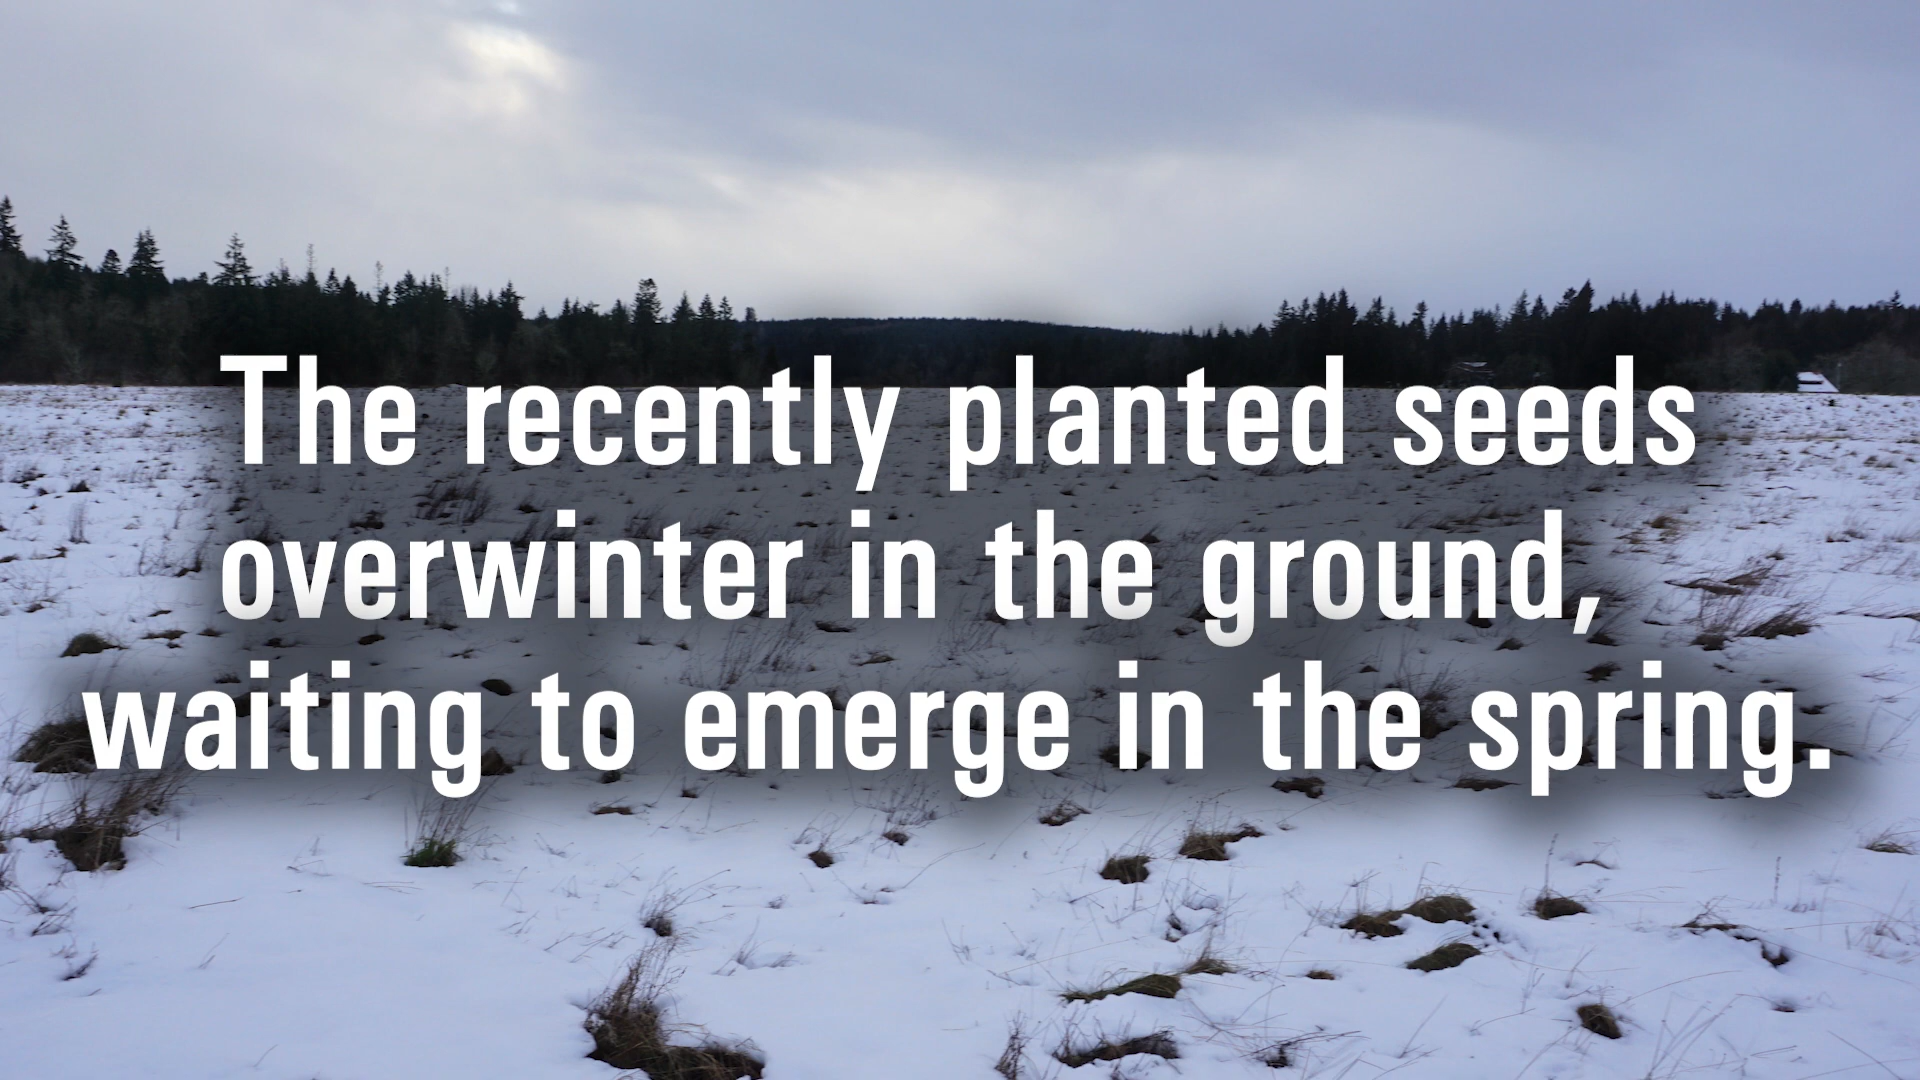 The recently planted seeds
overwinter in the ground,
waiting to emerge in the spring.